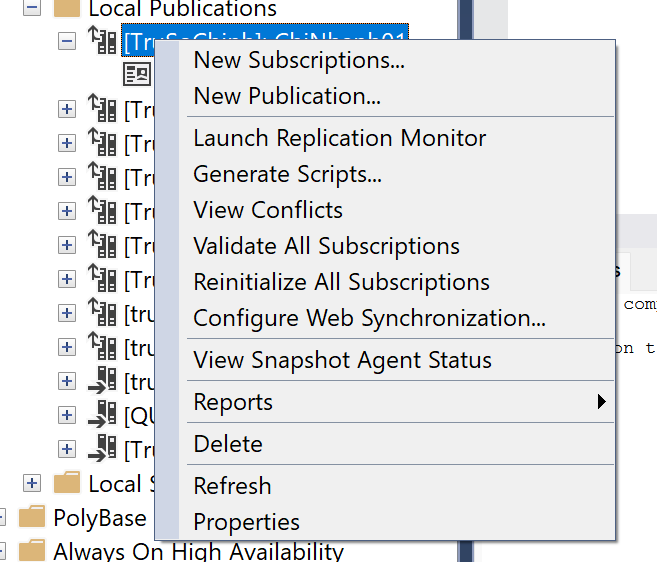 Local Publications
New Subscriptions...
New Publication...
Launch Replication Monitor
Generate Scripts...
View Conflicts
Validate All Subscriptions
Reinitialize All Subscriptions
Configure Web Synchronization...
View Snapshot Agent Status
Reports
Delete
Refresh
Properties
[TruSoChinh]: ChiNhanh01
[Tru
[Tru
[Tru
[Tru
[Tru
[Tru
[tru
[tru
[tru
[QU
[Tru
Local S
PolyBase
Always On High Availability
s
com
on t